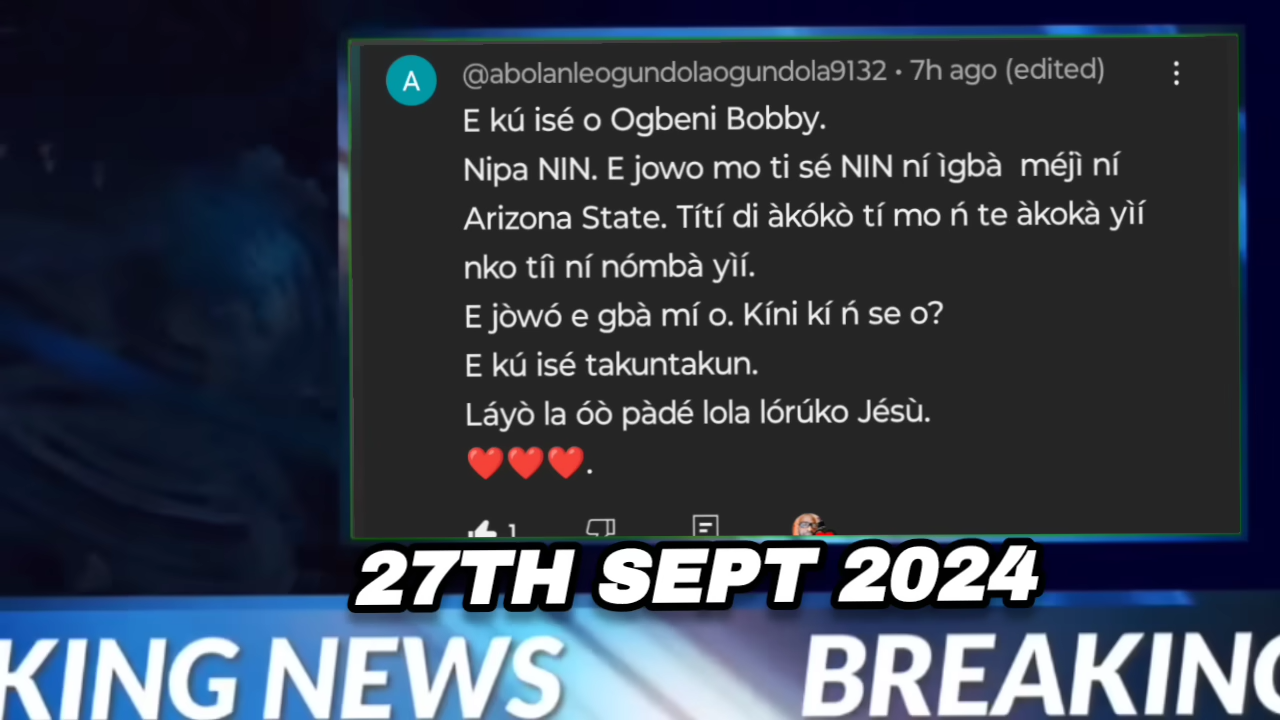 A
@abolanleogundolaogundola9132 • 7h ago (edited)
E kú isé o Ogbeni Bobby.
Nipa NIN. E jowo mo ti sé NIN ní ìgbà méjì ní
Arizona State. Títí di àkókò tí mo ń te àkokà yìí
nko tíì ní nómbà yìí.
E jòwó e gbà mí o. Kíni kí ń se o?
E kú isé takuntakun.
Láyò la óò pàdé lola lórúko Jésù.
❤️❤️❤️.
1
27TH SEPT 2024
KING NEWS BREAKING